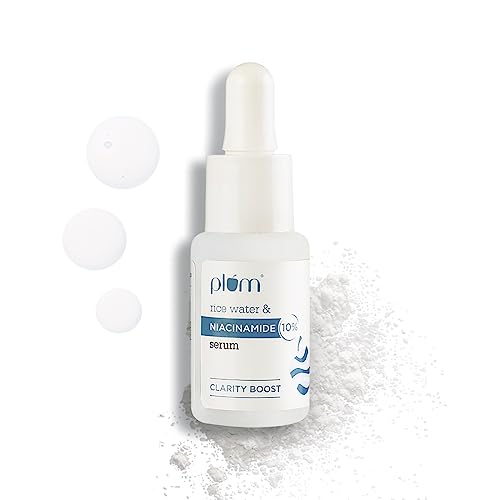 plum®
rice water &
NIACINAMIDE 10%
serum
CLARITY BOOST